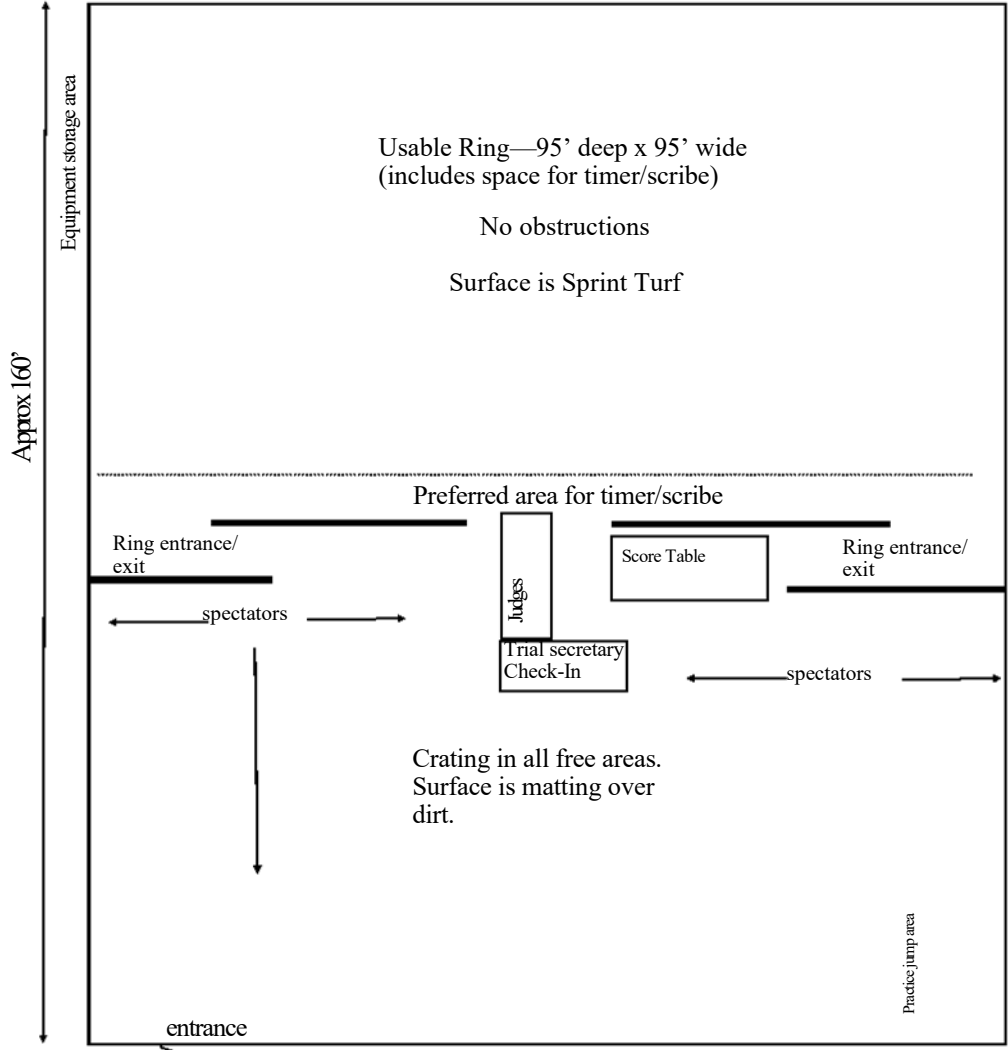 Equipment storage area
Usable Ring—95’ deep x 95’ wide
(includes space for timer/scribe)
No obstructions
Surface is Sprint Turf
Approx 160’
Preferred area for timer/scribe
Ring entrance/
exit
Judges
Score Table
Ring entrance/
exit
spectators
Trial secretary
Check-In
spectators
Crating in all free areas.
Surface is matting over
dirt.
Practice jump area
entrance